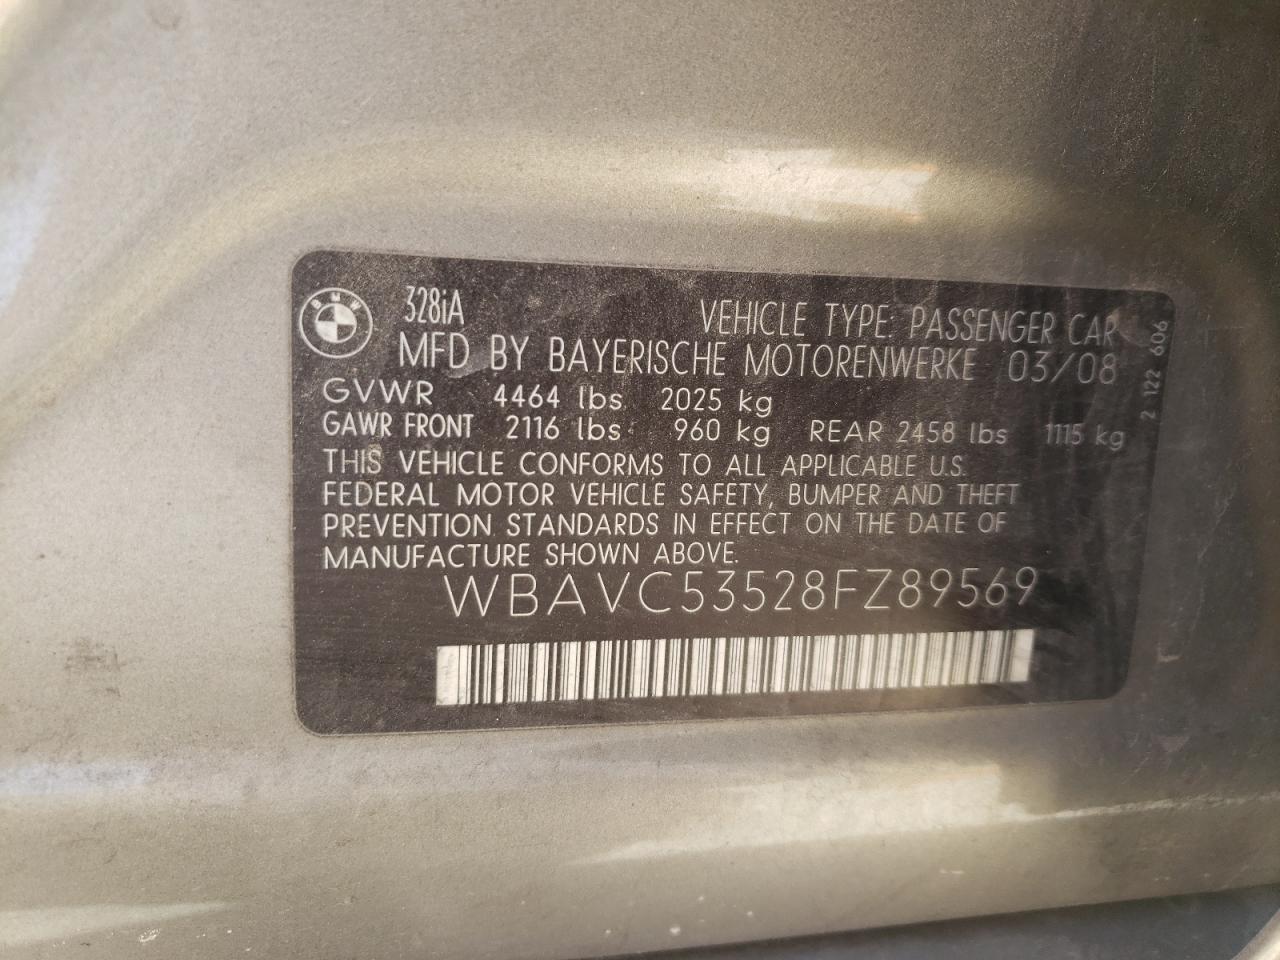 BMW
328iA VEHICLE TYPE: PASSENGER CAR
MFD BY BAYERISCHE MOTORENWERKE 03/08
GVWR 4464 lbs 2025 kg
GAWR FRONT 2116 lbs 960 kg REAR 2458 lbs 1115 kg
THIS VEHICLE CONFORMS TO ALL APPLICABLE U.S.
FEDERAL MOTOR VEHICLE SAFETY, BUMPER AND THEFT
PREVENTION STANDARDS IN EFFECT ON THE DATE OF
MANUFACTURE SHOWN ABOVE.
WBAVC53528FZ89569
2 122 606